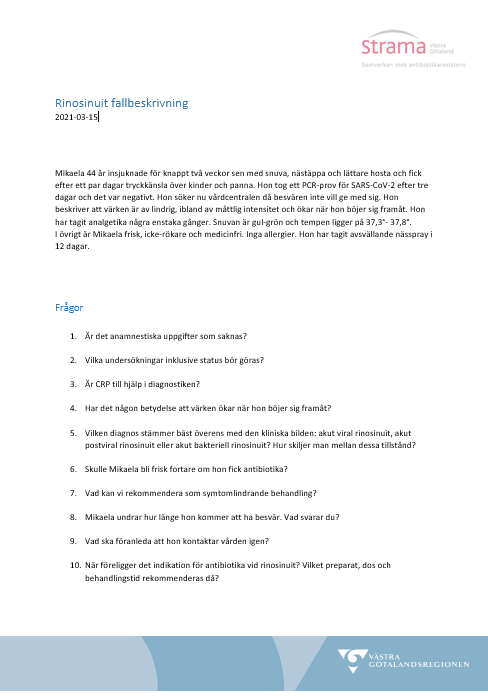 Strama
Västra
Götaland
Samverkan mot antibiotikaresistens
Rinosinuit fallbeskrivning
2021-03-15
Mikaela 44 år insjuknade för knappt två veckor sen med snuva, nästäppa och lättare hosta och fick
efter ett par dagar tryckkänsla över kinder och panna. Hon tog ett PCR-prov för SARS-CoV-2 efter tre
dagar och det var negativt. Hon söker nu vårdcentralen då besvären inte vill ge med sig. Hon
beskriver att värken är av lindrig, ibland av måttlig intensitet och ökar när hon böjer sig framåt. Hon
har tagit analgetika några enstaka gånger. Snuvan är gul-grön och tempen ligger på 37,3°- 37,8°.
I övrigt är Mikaela frisk, icke-rökare och medicinfri. Inga allergier. Hon har tagit avsvällande nässpray i
12 dagar.
Frågor
1. Är det anamnestiska uppgifter som saknas?
2. Vilka undersökningar inklusive status bör göras?
3. Är CRP till hjälp i diagnostiken?
4. Har det någon betydelse att värken ökar när hon böjer sig framåt?
5. Vilken diagnos stämmer bäst överens med den kliniska bilden: akut viral rinosinuit, akut
postviral rinosinuit eller akut bakteriell rinosinuit? Hur skiljer man mellan dessa tillstånd?
6. Skulle Mikaela bli frisk fortare om hon fick antibiotika?
7. Vad kan vi rekommendera som symtomlindrande behandling?
8. Mikaela undrar hur länge hon kommer att ha besvär. Vad svarar du?
9. Vad ska föranleda att hon kontaktar vården igen?
10. När föreligger det indikation för antibiotika vid rinosinuit? Vilket preparat, dos och
behandlingstid rekommenderas då?
VÄSTRA
GÖTALANDSREGIONEN